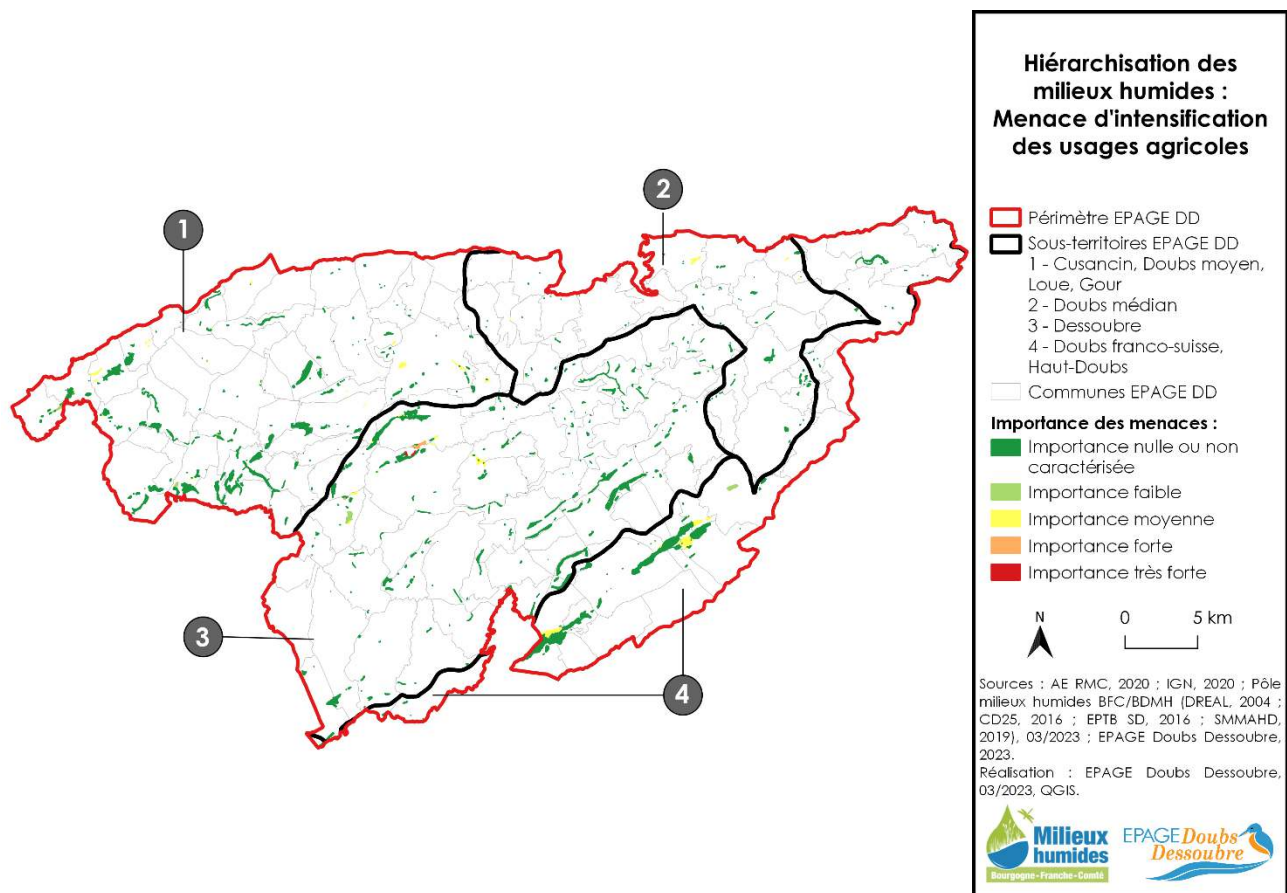 Hiérarchisation des
milieux humides :
Menace d'intensification
des usages agricoles
Périmètre EPAGE DD
Sous-territoires EPAGE DD
1 - Cusancin, Doubs moyen,
Loue, Gour
2 - Doubs médian
3 - Dessoubre
4 - Doubs franco-suisse,
Haut-Doubs
Communes EPAGE DD
Importance des menaces :
Importance nulle ou non
caractérisée
Importance faible
Importance moyenne
Importance forte
Importance très forte
N
0 5 km
Sources : AE RMC, 2020 ; IGN, 2020 ; Pôle
milieux humides BFC/BDMH (DREAL, 2004 ;
CD25, 2016 ; EPTB SD, 2016 ; SMMAHD,
2019), 03/2023 ; EPAGE Doubs Dessoubre,
2023.
Réalisation : EPAGE Doubs Dessoubre,
03/2023, QGIS.
Milieux
humides
Bourgogne-Franche-Comté
EPAGE Doubs
Dessoubre
1
2
3
4